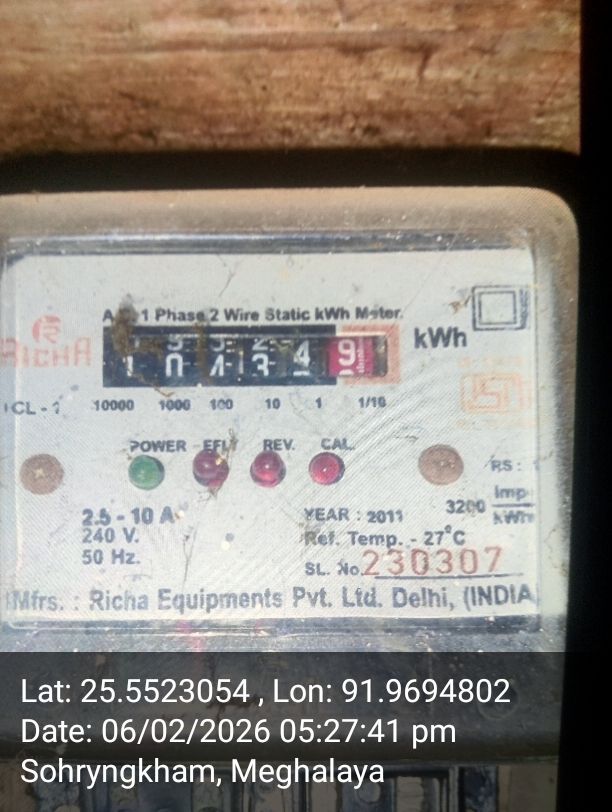 A.C. 1 Phase 2 Wire Static kWh Meter.
kWh
CL - 1
10000 1000 100 10 1 1/10
POWER EFL REV. CAL.
RS :
2.5 - 10 A
240 V.
50 Hz.
YEAR : 2011
3200 imp kWh
Ref. Temp. - 27°C
SL. No. 230307
Mfrs. : Richa Equipments Pvt. Ltd. Delhi, (INDIA
Lat: 25.5523054 , Lon: 91.9694802
Date: 06/02/2026 05:27:41 pm
Sohryngkham, Meghalaya